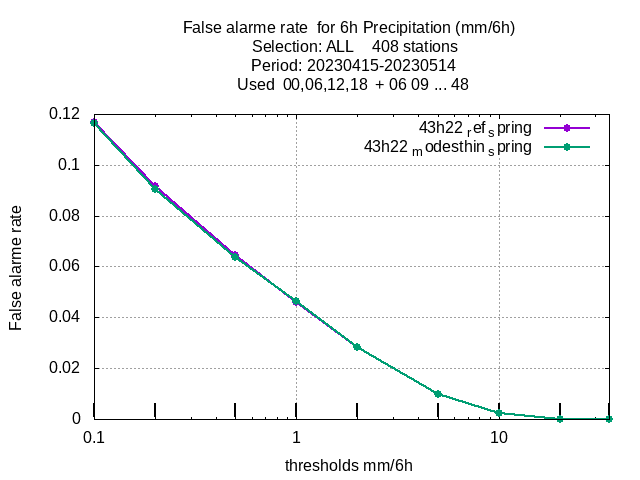 False alarme rate for 6h Precipitation (mm/6h)
Selection: ALL 408 stations
Period: 20230415-20230514
Used 00,06,12,18 + 06 09 ... 48
43h22 ref spring
43h22 modesthin spring
0.12
0.1
0.08
0.06
0.04
0.02
0
False alarme rate
0.1 1 10
thresholds mm/6h